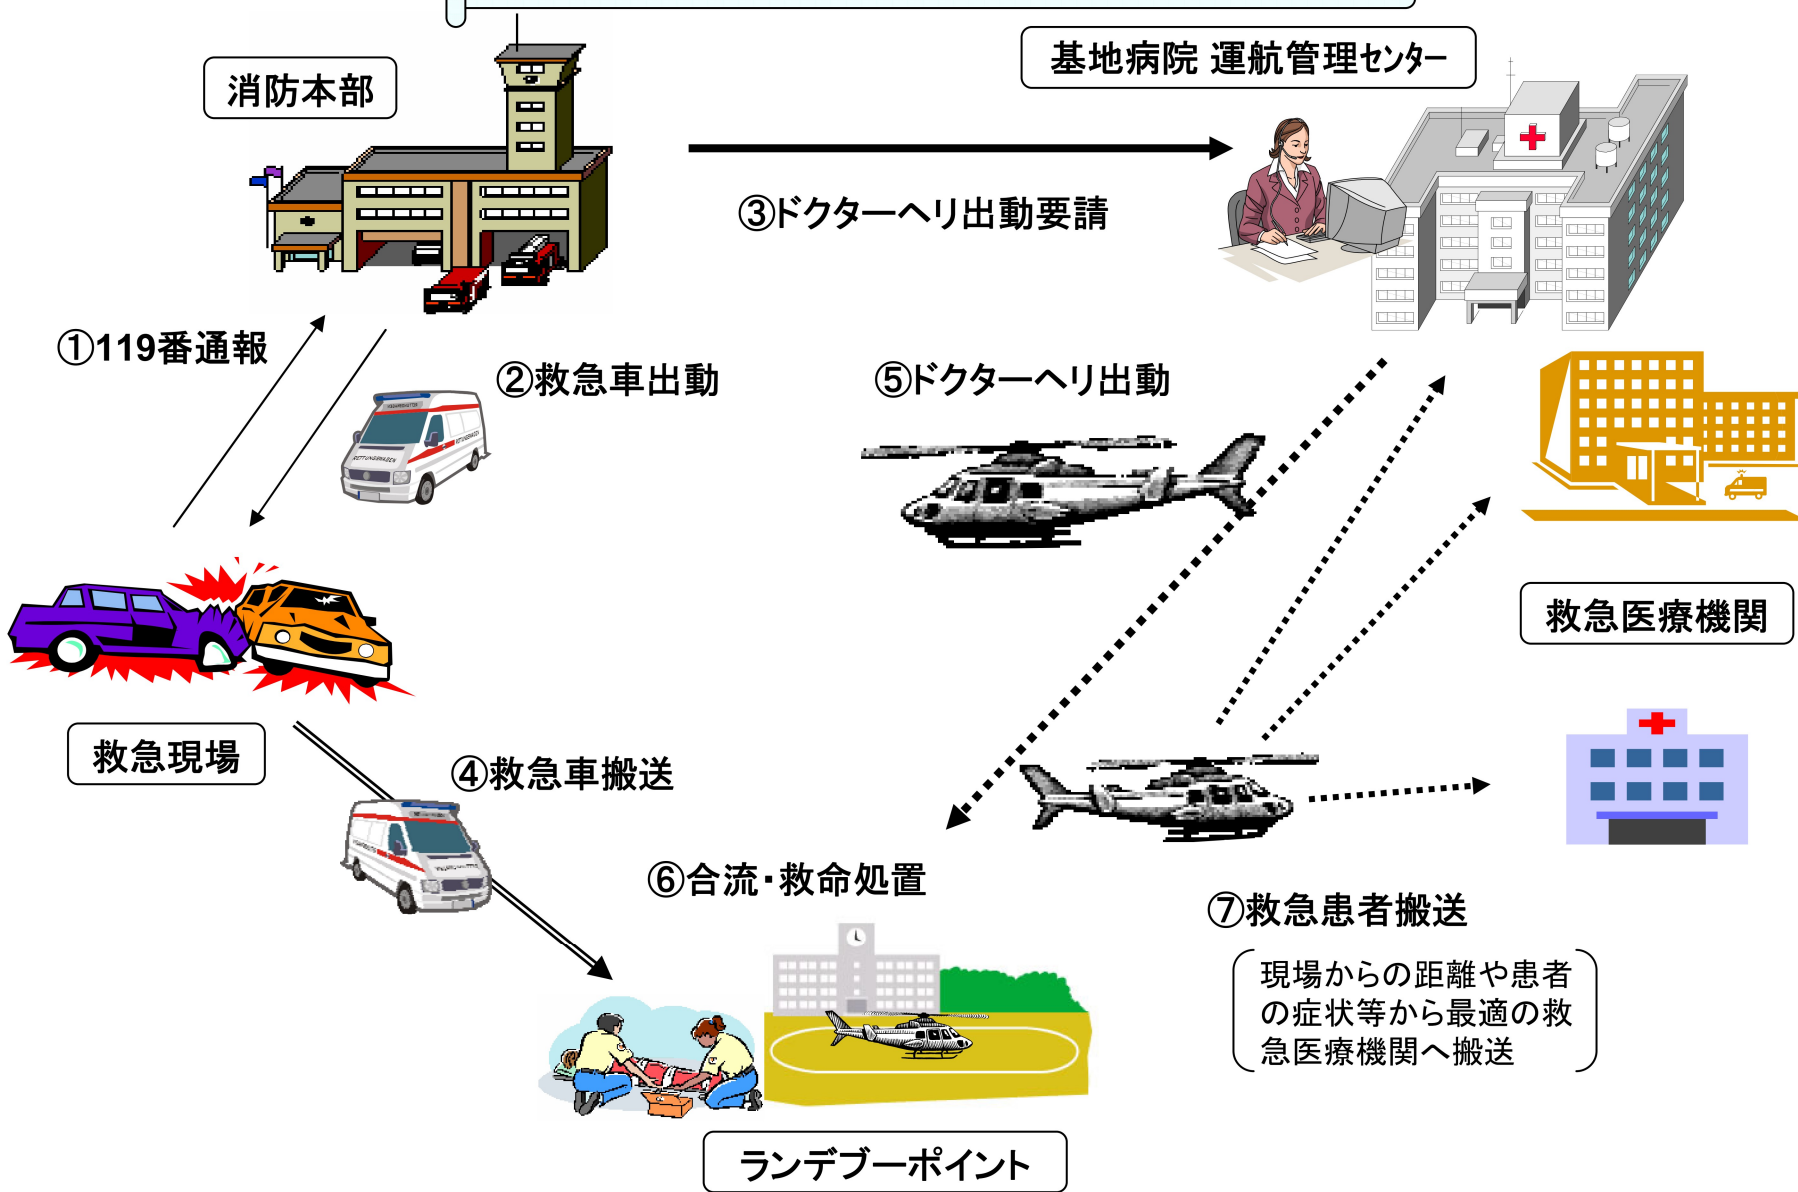 消防本部
基地病院 運航管理センター
③ドクターヘリ出動要請
①119番通報
②救急車出動
⑤ドクターヘリ出動
救急医療機関
救急現場
④救急車搬送
⑥合流・救命処置
⑦救急患者搬送
現場からの距離や患者
の症状等から最適の救
急医療機関へ搬送
ランデブーポイント